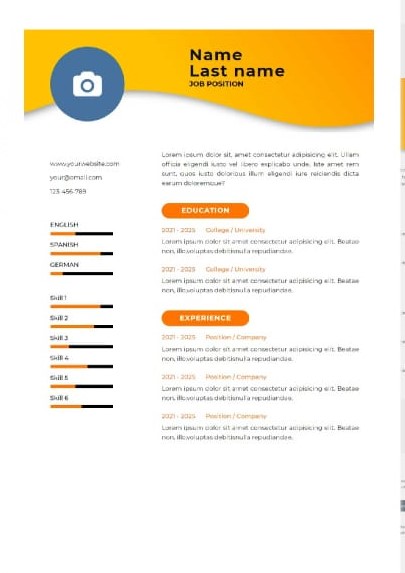 Name
Last name
JOB POSITION
www.yourwebsite.com
your@email.com
123-456-789
ENGLISH
SPANISH
GERMAN
Skill 1
Skill 2
Skill 3
Skill 4
Skill 5
Skill 6
Lorem ipsum dolor sit, amet consectetur adipisicing elit. Ullam
officia eligendi iusto vel libero explicabo unde. Iste amet rem
sunt, quos iusto dolorous illum eligendi iure reiciendis dicta
earum doloremque?
EDUCATION
2021 - 2025 College / University
Lorem ipsum dolor sit amet consectetur adipisicing elit. Beatae
non, illo voluptas debitis nulla repudiandae.
2021 - 2025 College / University
Lorem ipsum dolor sit amet consectetur adipisicing elit. Beatae
non, illo voluptas debitis nulla repudiandae.
EXPERIENCE
2021 - 2025 Position / Company
Lorem ipsum dolor sit amet consectetur adipisicing elit. Beatae
non, illo voluptas debitis nulla repudiandae.
2021 - 2025 Position / Company
Lorem ipsum dolor sit amet consectetur adipisicing elit. Beatae
non, illo voluptas debitis nulla repudiandae.
2021 - 2025 Position / Company
Lorem ipsum dolor sit amet consectetur adipisicing elit. Beatae
non, illo voluptas debitis nulla repudiandae.